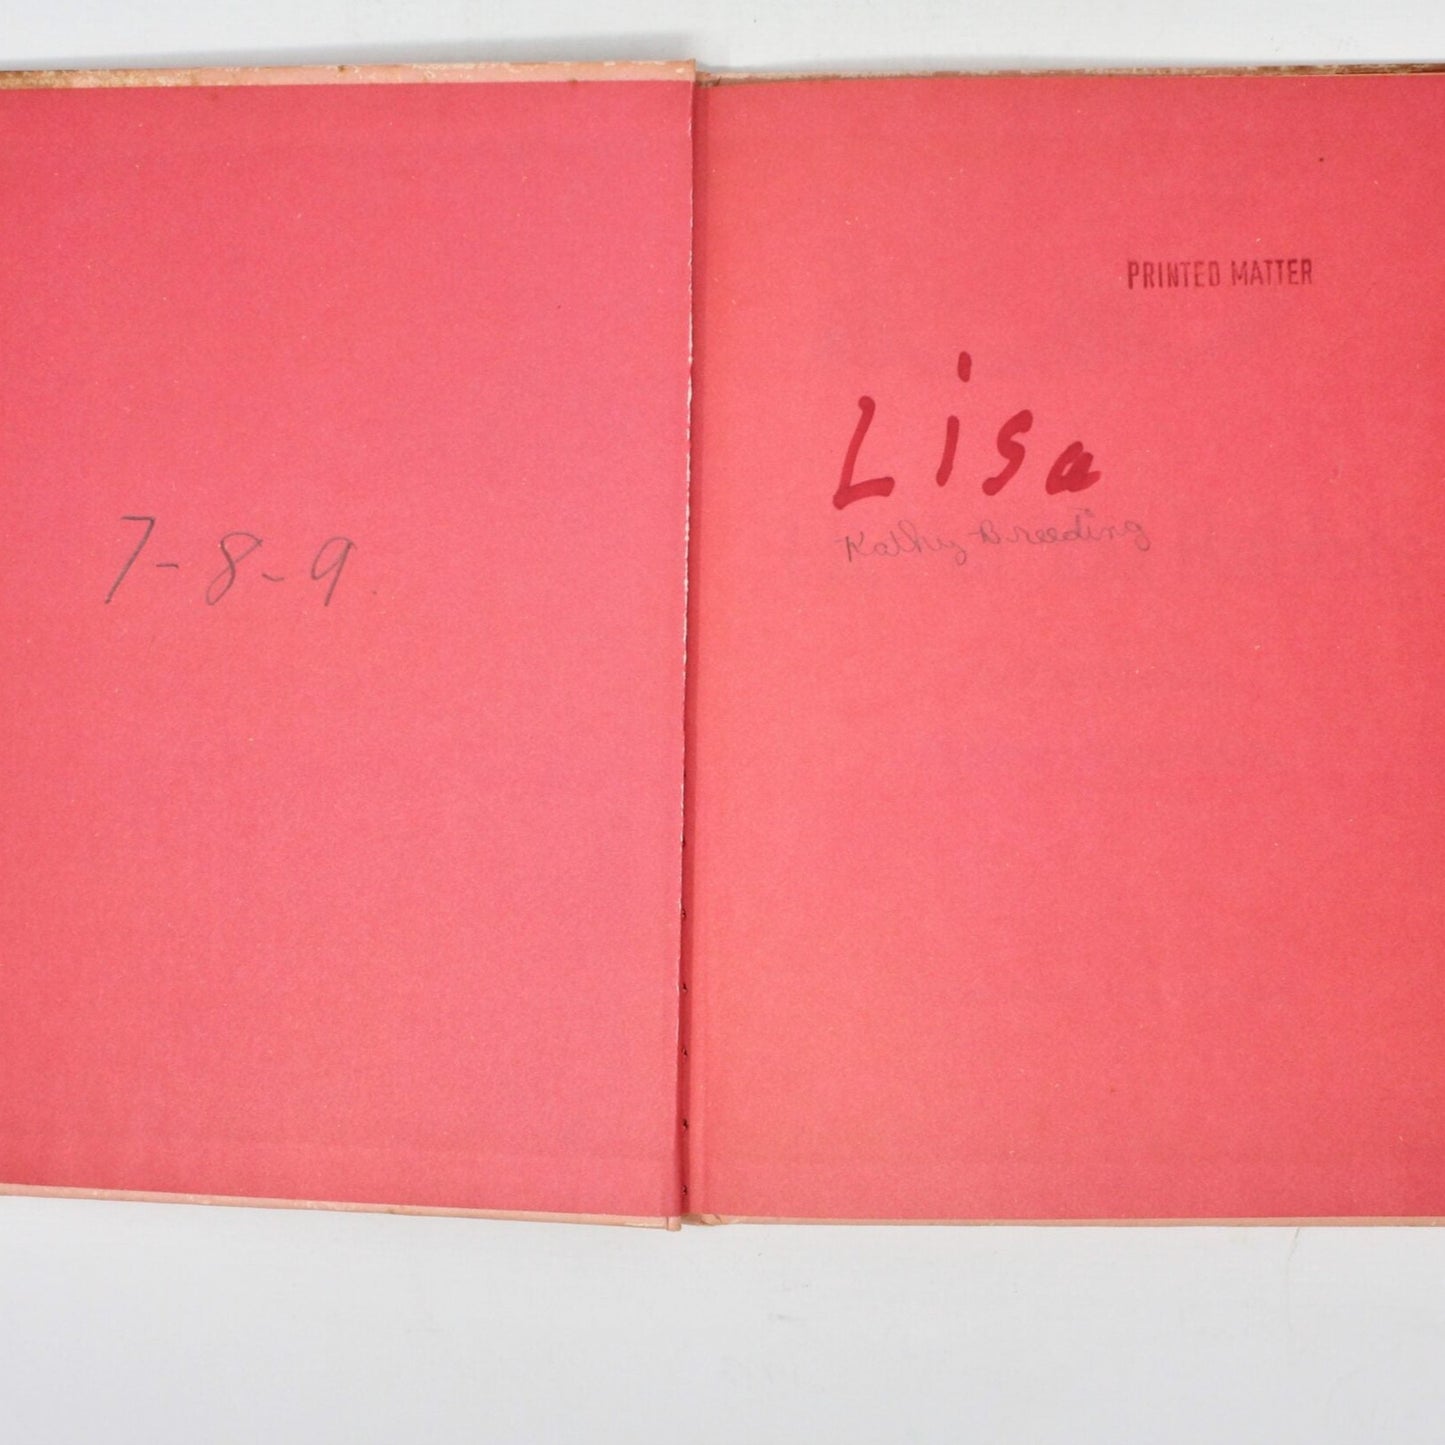 7-8-9
PRINTED MATTER
Lisa
Kathy Breeding